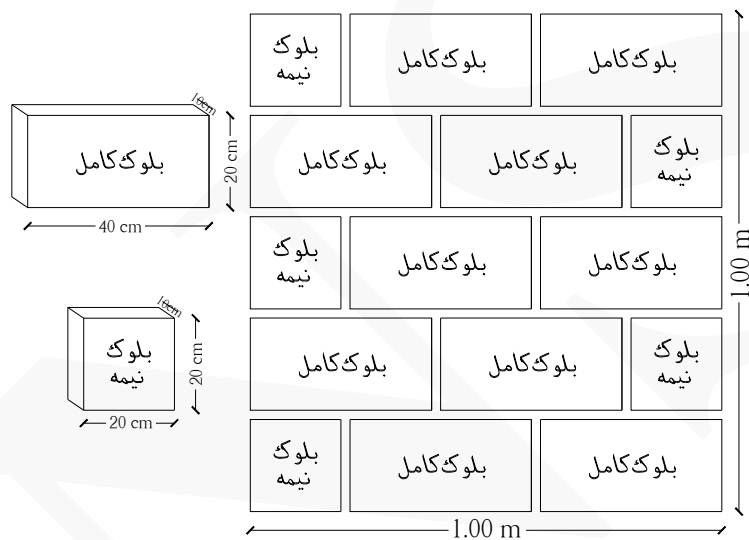 بلوک نیمه
بلوک کامل
بلوک کامل
1.00 m
10cm
بلوک کامل
20 cm
40 cm
بلوک کامل
بلوک کامل
بلوک نیمه
بلوک نیمه
بلوک کامل
بلوک کامل
10cm
بلوک نیمه
20 cm
20 cm
بلوک کامل
بلوک کامل
بلوک نیمه
بلوک نیمه
بلوک کامل
بلوک کامل
1.00 m